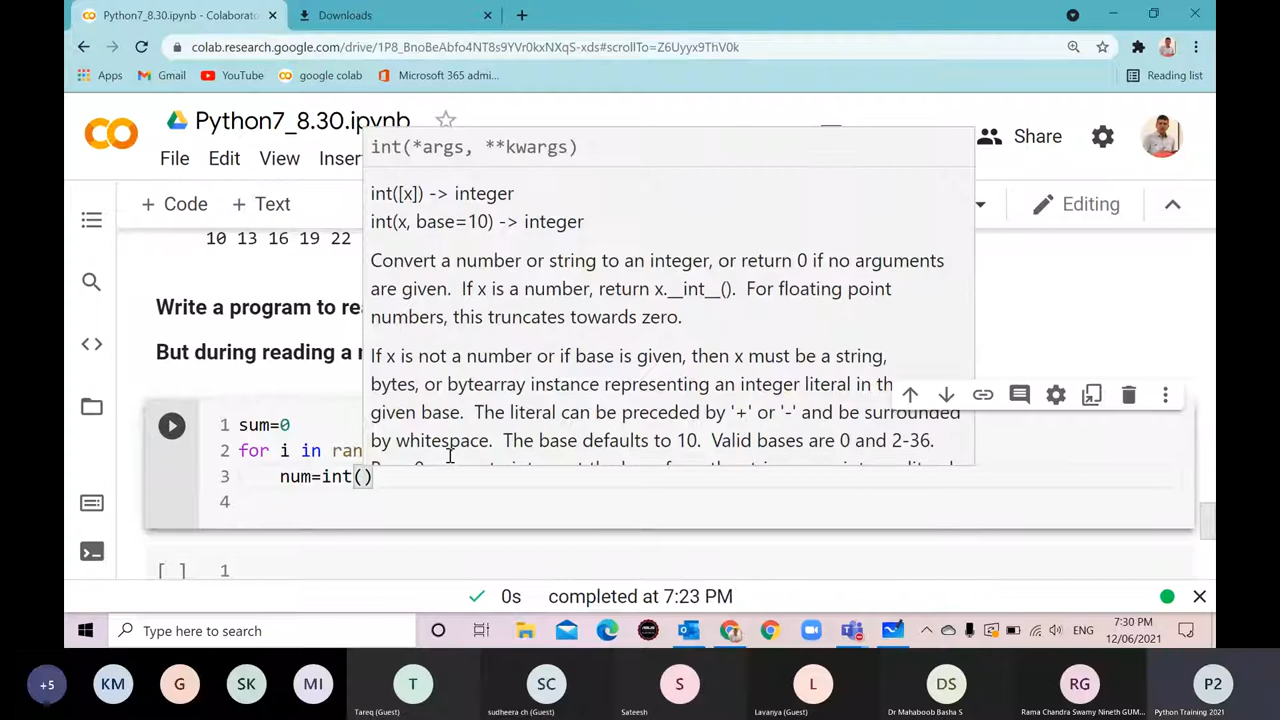 Python7_8.30.ipynb - Colaborato
Downloads
colab.research.google.com/drive/1P8_BnoBeAbfo4NT8s9YVr0kxNXqS-xds#scrollTo=Z6Uyyx9ThV0k
Apps
Gmail
YouTube
google colab
Microsoft 365 admi...
Reading list
Python7_8.30.ipynb
File
Edit
View
Inser
Share
+ Code
+ Text
Editing
int(*args, **kwargs)
int([x]) -> integer
int(x, base=10) -> integer
Convert a number or string to an integer, or return 0 if no arguments
are given. If x is a number, return x.__int__(). For floating point
numbers, this truncates towards zero.
If x is not a number or if base is given, then x must be a string,
bytes, or bytearray instance representing an integer literal in th
given base. The literal can be preceded by '+' or '-' and be surrounded
by whitespace. The base defaults to 10. Valid bases are 0 and 2-36.
10 13 16 19 22
Write a program to re
But during reading a
1 sum=0
2 for i in ran
3 num=int()
4
[ ] 1
0s completed at 7:23 PM
Type here to search
ENG
7:30 PM
12/06/2021
+5
KM
G
SK
MI
T
Tareq (Guest)
SC
sudheera ch (Guest)
S
Sateesh
L
Lavanya (Guest)
DS
Dr Mahaboob Basha S
RG
Rama Chandra Swamy Nineth GUM...
P2
Python Training 2021